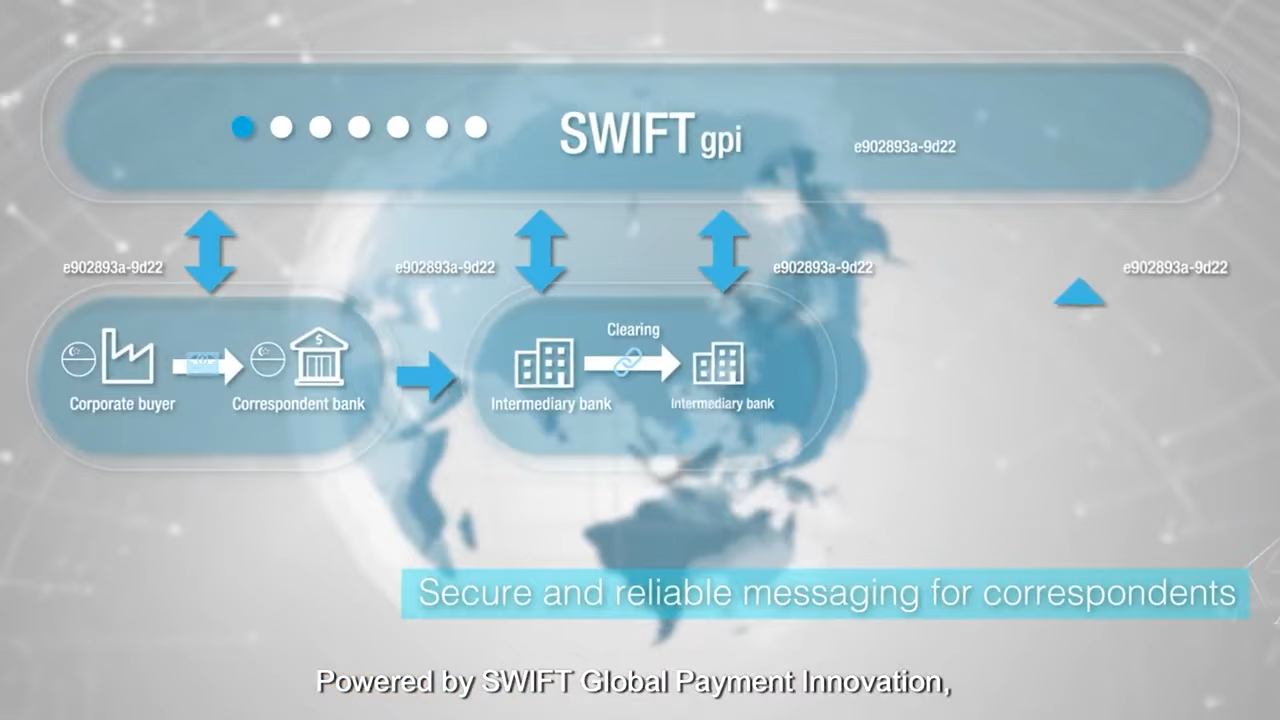 SWIFT gpi
e902893a-9d22
e902893a-9d22
e902893a-9d22
e902893a-9d22
e902893a-9d22
Clearing
$
Corporate buyer
Correspondent bank
Intermediary bank
Intermediary bank
Secure and reliable messaging for correspondents
Powered by SWIFT Global Payment Innovation,